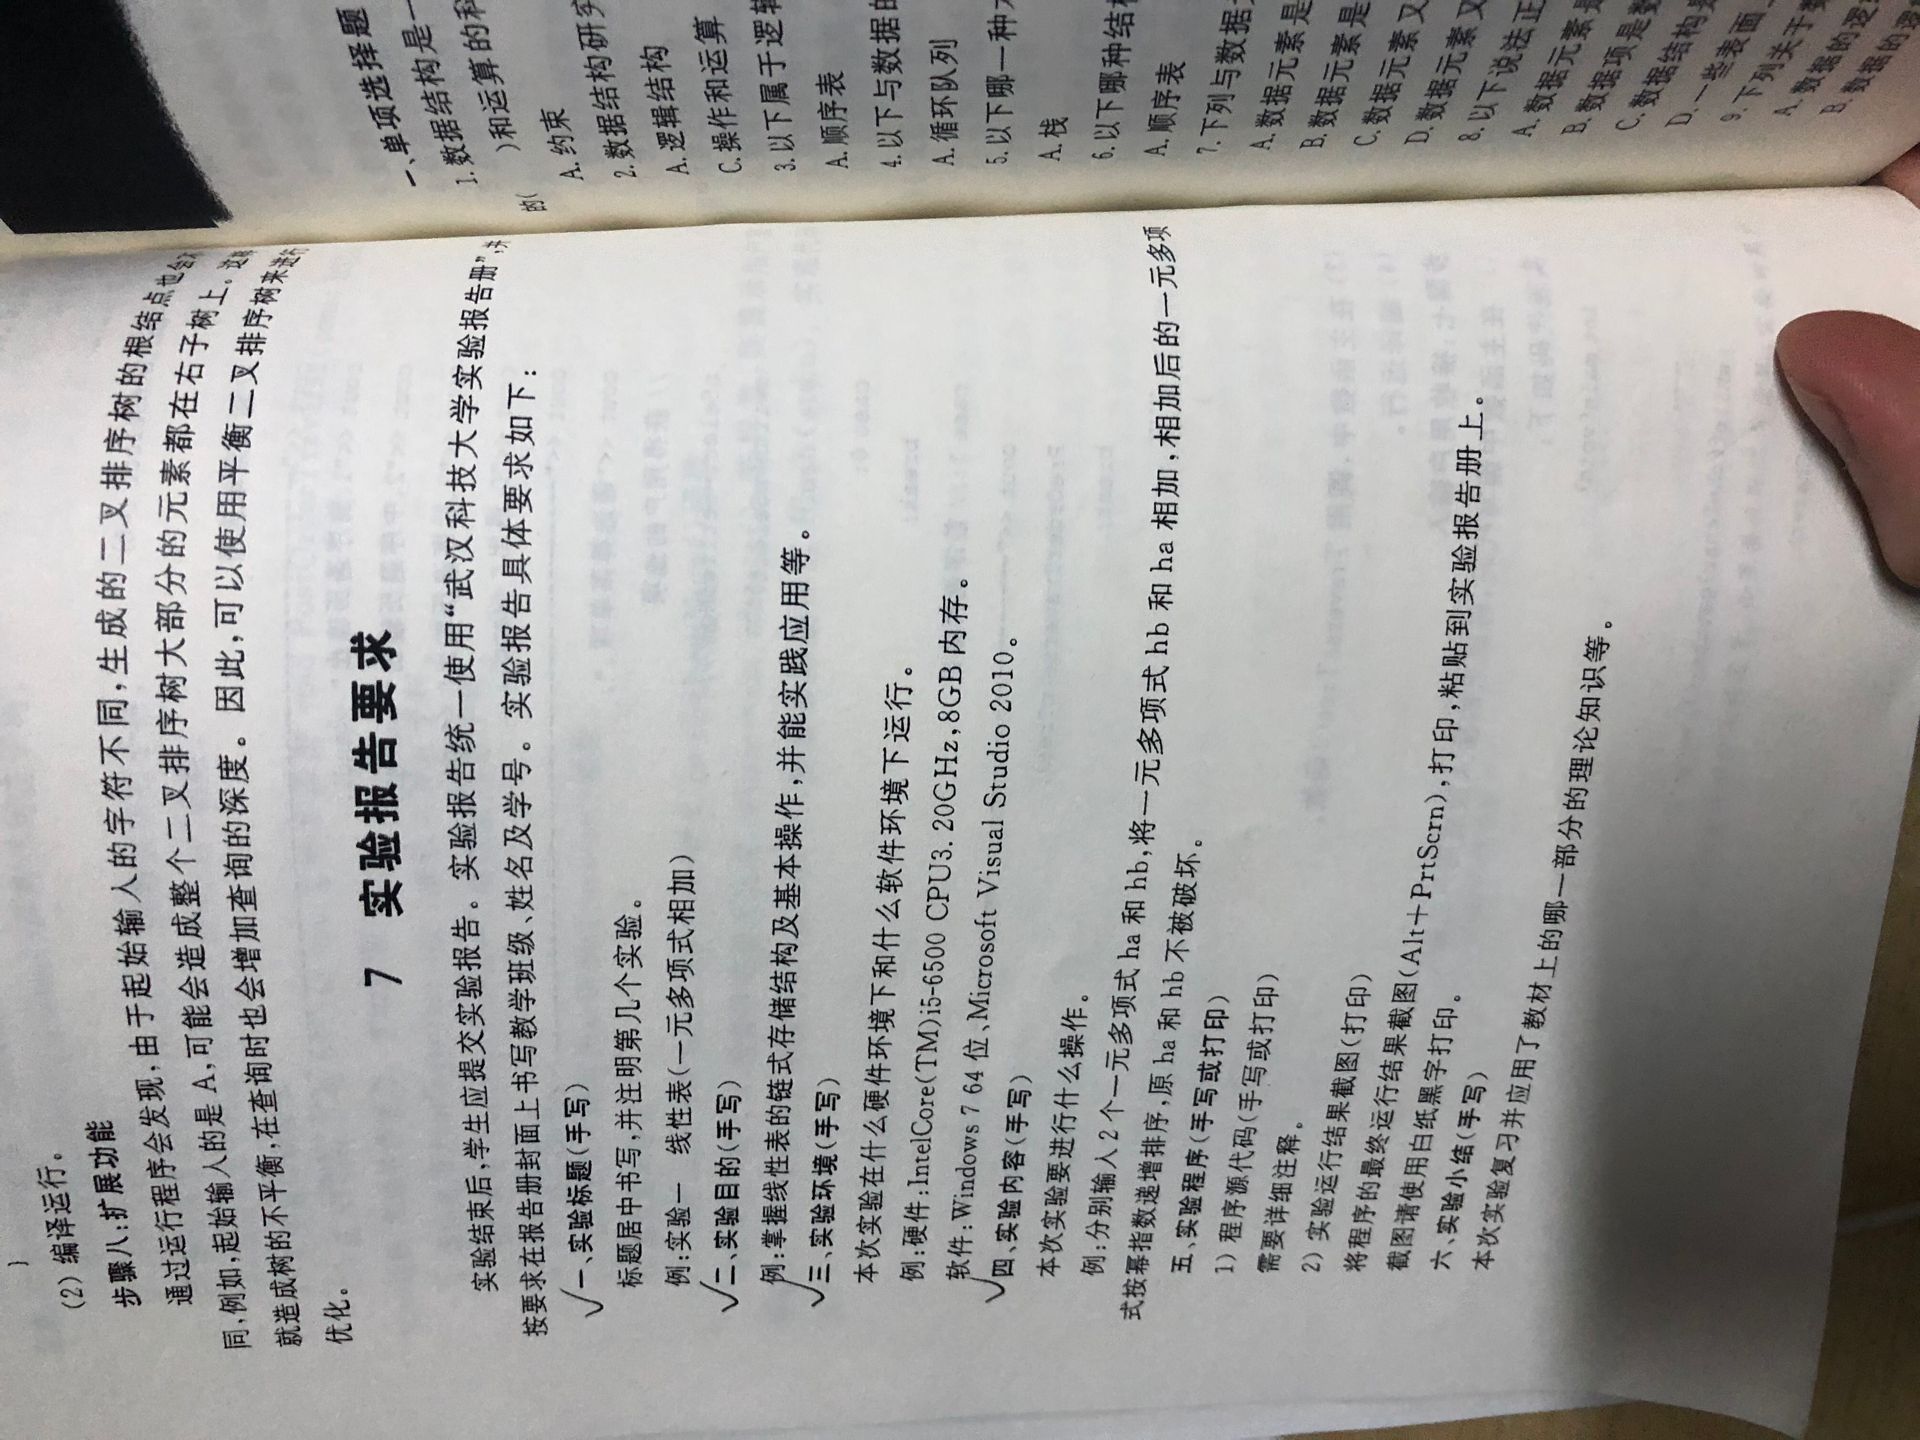 }
(2) 编译运行。
步骤八:扩展功能
通过运行程序会发现,由于起始输入的字符不同,生成的二叉排序树的根结点也会不
同,例如,起始输入的是 A,可能会造成整个二叉排序树大部分的元素都在右子树上。这样
就造成树的不平衡,在查询时也会增加查询的深度。因此,可以使用平衡二叉排序树来进行
优化。
7 实验报告要求
实验结束后,学生应提交实验报告。实验报告统一使用“武汉科技大学实验报告册”,并
按要求在报告册封面上书写教学班级、姓名及学号。实验报告具体要求如下:
一、实验标题(手写)
标题居中书写,并注明第几个实验。
例:实验一 线性表(一元多项式相加)
二、实验目的(手写)
例:掌握线性表的链式存储结构及基本操作,并能实践应用等。
三、实验环境(手写)
本次实验在什么硬件环境下和什么软件环境下运行。
例:硬件:IntelCore(TM)i5-6500 CPU3. 20GHz,8GB 内存。
软件:Windows 7 64 位、Microsoft Visual Studio 2010。
四、实验内容(手写)
本次实验要进行什么操作。
例:分别输入 2 个一元多项式 ha 和 hb,将一元多项式 hb 和 ha 相加,相加后的一元多项
式按幂指数递增排序,原 ha 和 hb 不被破坏。
五、实验程序(手写或打印)
1) 程序源代码(手写或打印)
需要详细注释。
2) 实验运行结果截图(打印)
将程序的最终运行结果截图(Alt+PrtScrn),打印,粘贴到实验报告册上。
截图请使用白纸黑字打印。
六、实验小结(手写)
本次实验复习并应用了教材上的哪一部分的理论知识等。
一、单项选择题
1. 数据结构是一
的( )和运算的科
A. 约束
2. 数据结构研究
A. 逻辑结构
C. 操作和运算
3. 以下属于逻辑
A. 顺序表
4. 以下与数据的
A. 循环队列
5. 以下哪一种
A. 栈
6. 以下哪种结构
A. 顺序表
7. 下列与数据
A. 数据元素是
B. 数据元素是
C. 数据元素又
D. 数据元素又
8. 以下说法正
A. 数据元素是
B. 数据项是数
C. 数据结构是
D. 一些表面
9. 下列关于数
A. 数据的逻
B. 数据的逻